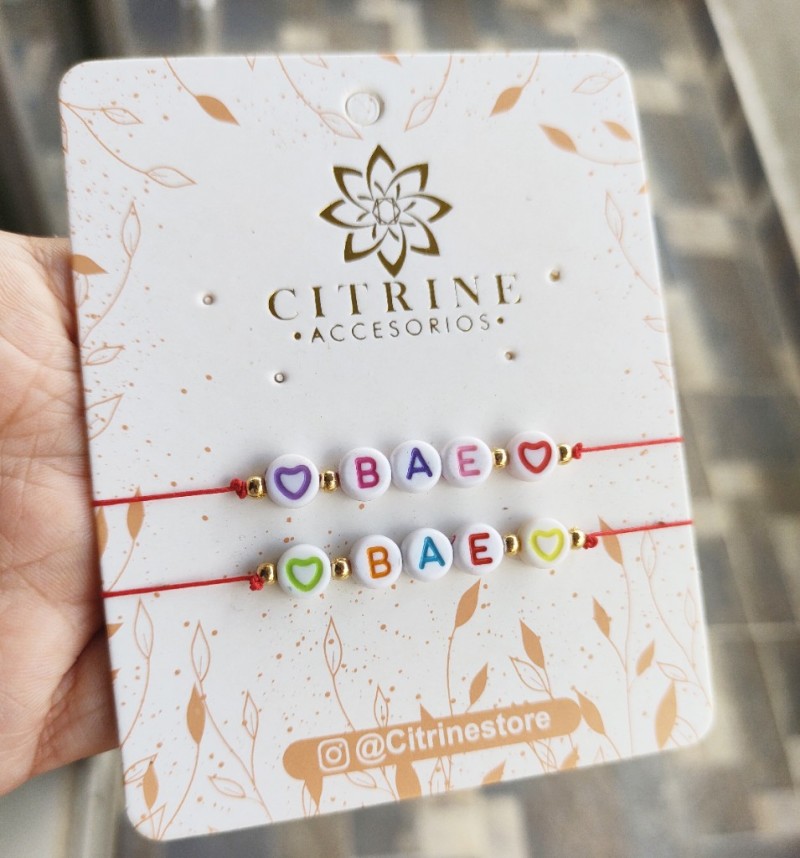 CITRINE
•ACCESORIOS•
BAE
BAE
@Citrinestore